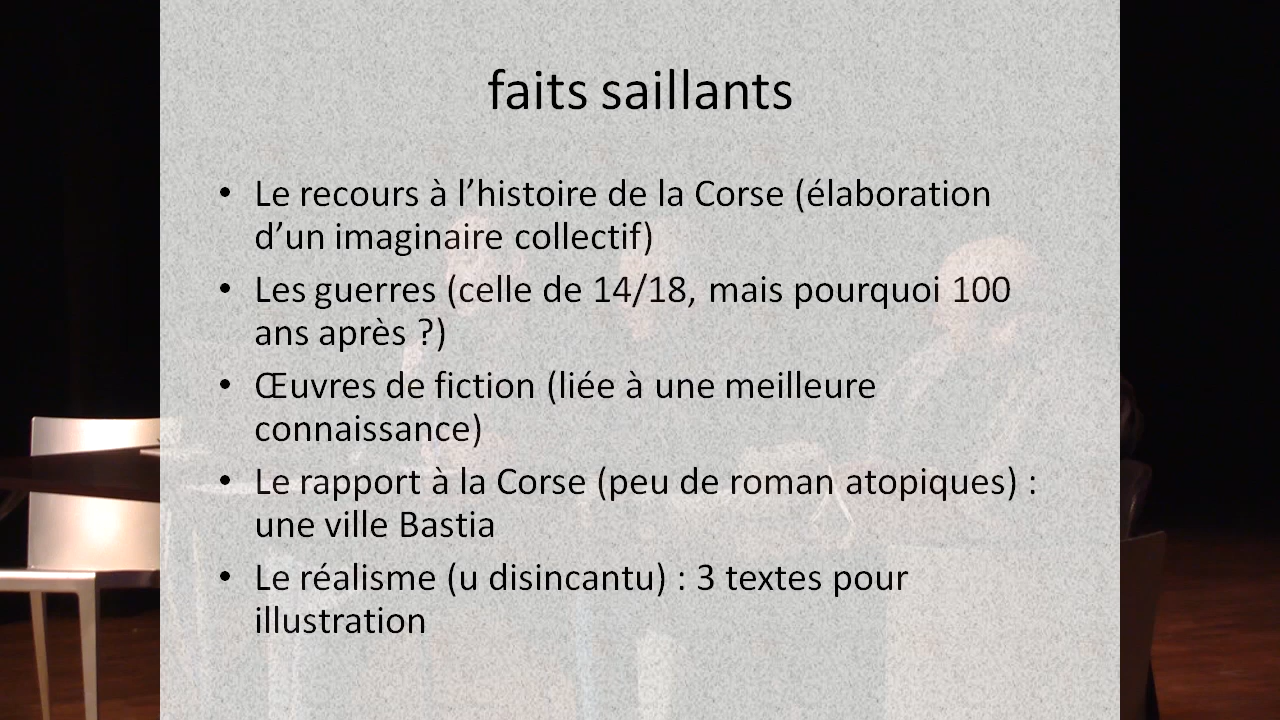 faits saillants
• Le recours à l’histoire de la Corse (élaboration
d’un imaginaire collectif)
• Les guerres (celle de 14/18, mais pourquoi 100
ans après ?)
• Œuvres de fiction (liée à une meilleure
connaissance)
• Le rapport à la Corse (peu de roman atopiques) :
une ville Bastia
• Le réalisme (u disincantu) : 3 textes pour
illustration